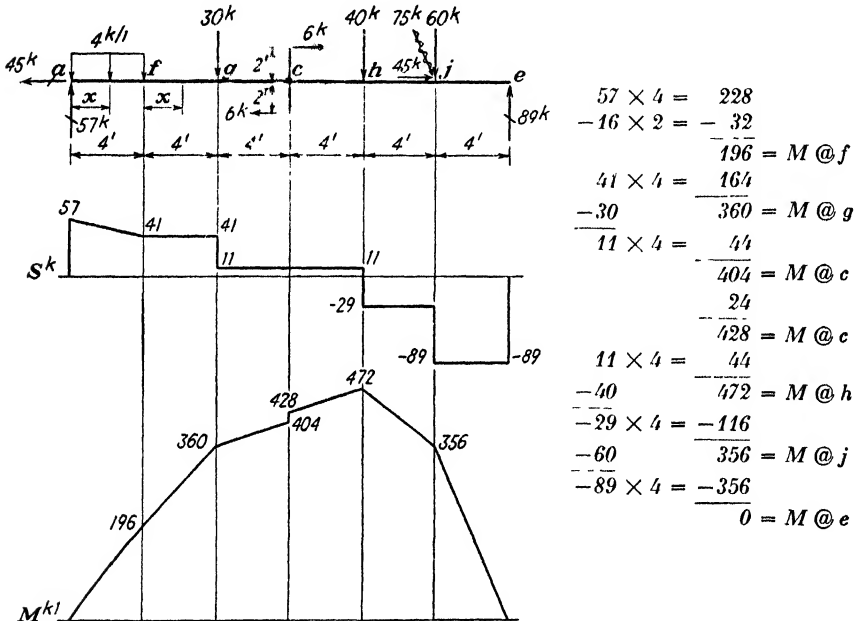 30ᵏ 40ᵏ 75ᵏ 60ᵏ
4ᵏ/' 6ᵏ
45ᵏ a f g 2' c h 45ᵏ j e
x x 6ᵏ 2'
57ᵏ 89ᵏ
4' 4' 4' 4' 4' 4'
57 41 41
11 11
Sᵏ
-29
-89 -89
472
428
404
360 356
196
Mᵏ'
57 × 4 = 228
-16 × 2 = - 32
196 = M @ f
41 × 4 = 164
-30 360 = M @ g
11 × 4 = 44
404 = M @ c
24
428 = M @ c
11 × 4 = 44
-40 472 = M @ h
-29 × 4 = -116
-60 356 = M @ j
-89 × 4 = -356
0 = M @ e